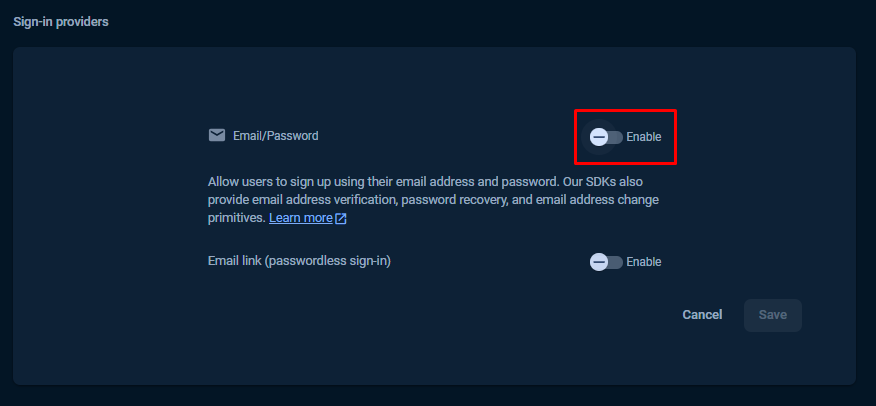 Sign-in providers
Email/Password
Enable
Allow users to sign up using their email address and password. Our SDKs also
provide email address verification, password recovery, and email address change
primitives. Learn more
Email link (passwordless sign-in)
Enable
Cancel
Save